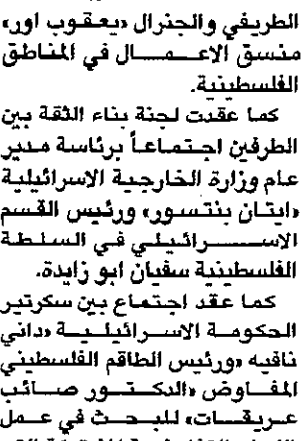 الطريفي والجنرال «يعقوب اور»
منسق الاعمال في المناطق
الفلسطينية.
كما عقدت لجنة بناء الثقة بين
الطرفين اجتماعاً برئاسة مدير
عام وزارة الخارجية الاسرائيلية
«ايتان بنتسور» ورئيس القسم
الاسرائيلي في السلطة
الفلسطينية سفيان ابو زايدة.
كما عقد اجتماع بين سكرتير
الحكومة الاسرائيلية «داني
نافيه «ورئيس الطاقم الفلسطيني
المفاوض «الدكتور صائب
عريقات» للبحث في عمل